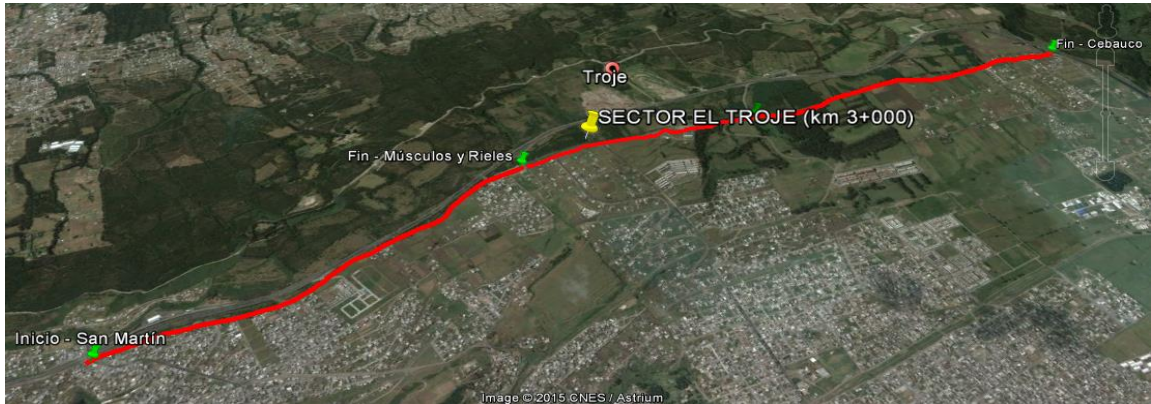 Fin - Cebauco
Troje
SECTOR EL TROJE (km 3+000)
Fin - Músculos y Rieles
Inicio - San Martín
Image © 2015 CNES / Astrium